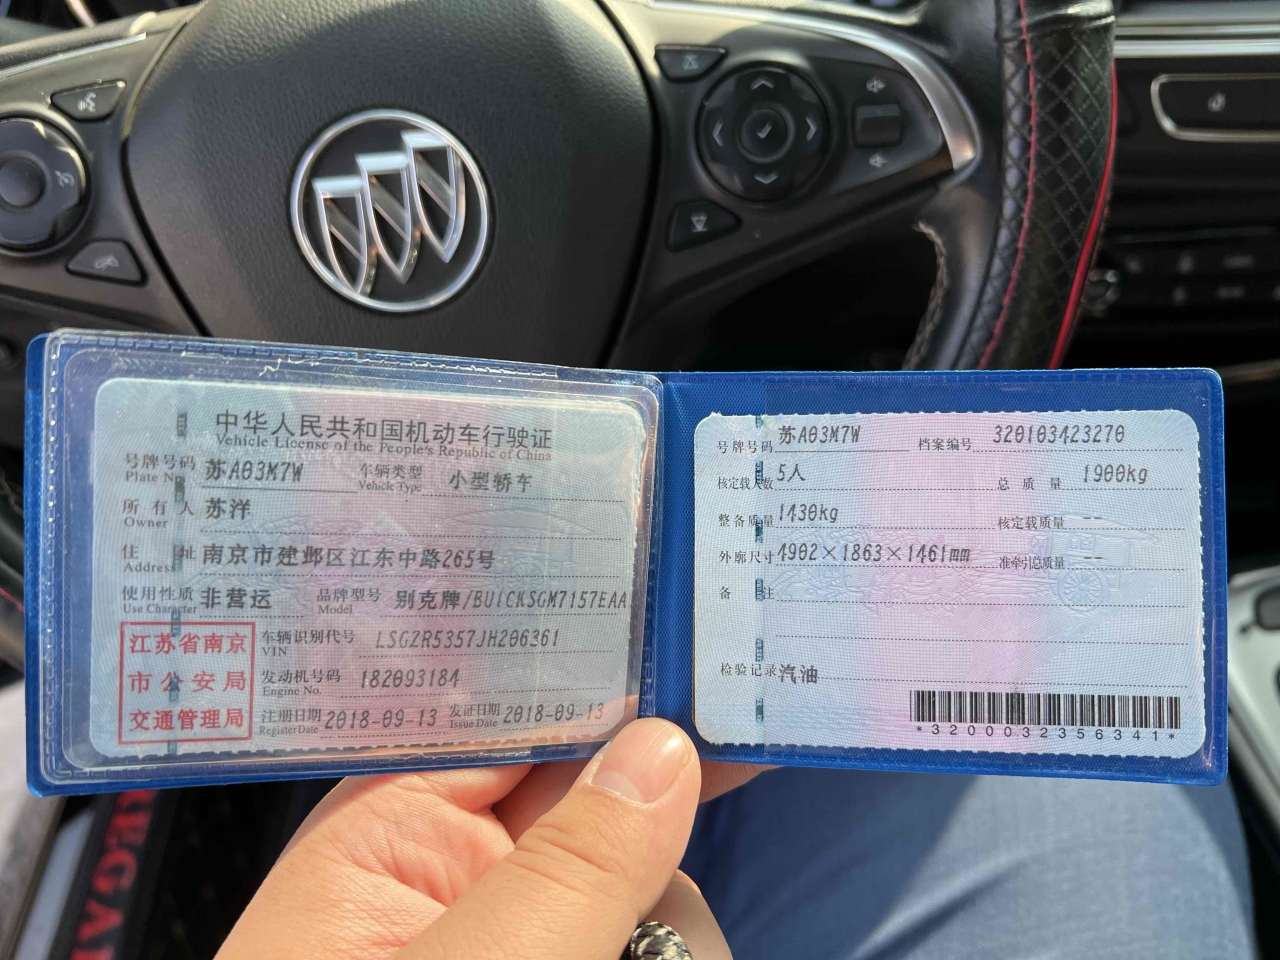 中华人民共和国机动车行驶证
Vehicle License of the People's Republic of China
号牌号码 苏A03M7W 车辆类型 小型轿车
Plate No. Vehicle Type
所有人 苏洋
Owner
住址 南京市建邺区江东中路265号
Address
使用性质 非营运 品牌型号 别克牌/BUICKSGM7157EAA
Use Character Model
江苏省南京
市公安局
交通管理局
车辆识别代号 LSGZR5357JH206361
VIN
发动机号码 182093184
Engine No.
注册日期 2018-09-13 发证日期 2018-09-13
Register Date Issue Date
号牌号码 苏A03M7W 档案编号 320103423270
核定载人数 5人 总质量 1900kg
整备质量 1430kg 核定载质量 --
外廓尺寸 4902×1863×1461mm 准牵引总质量 --
备注
检验记录 汽油
*3200032356341*